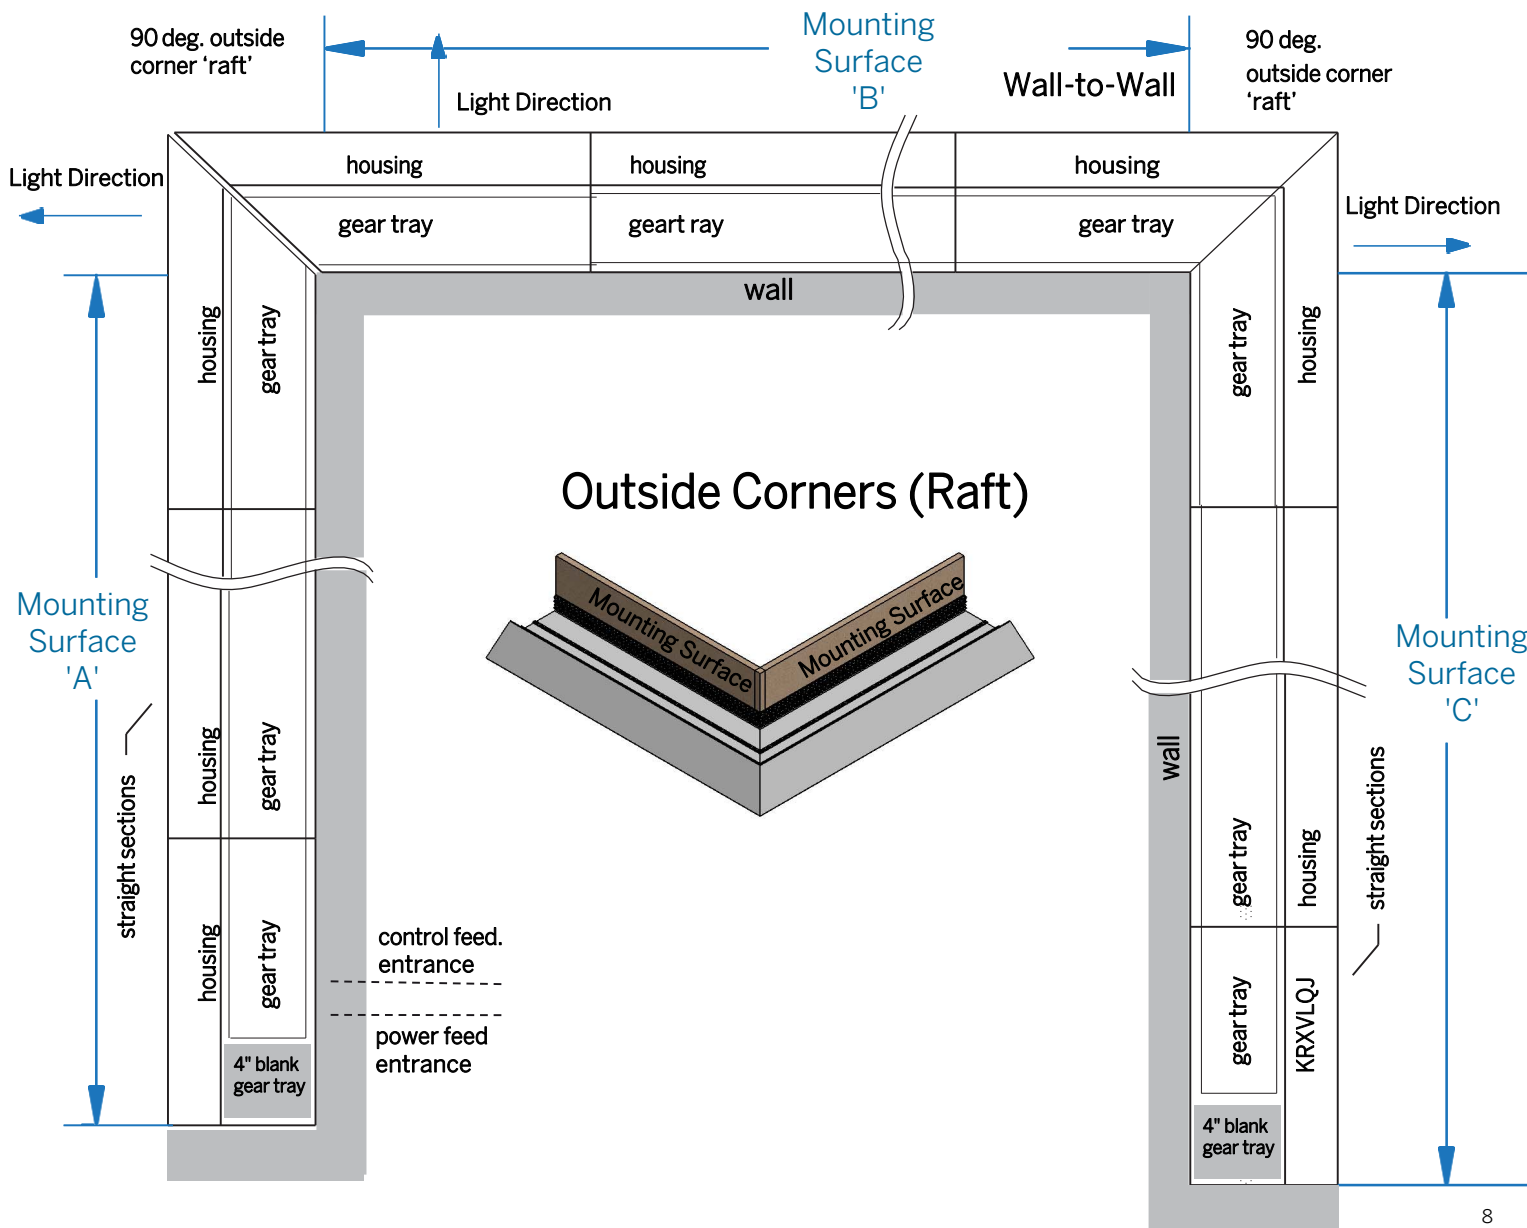 90 deg. outside
corner 'raft'
Mounting
Surface
'B'
Wall-to-Wall
90 deg.
outside corner
'raft'
Light Direction
Light Direction
Light Direction
housing
housing
housing
gear tray
geart ray
gear tray
wall
housing
gear tray
gear tray
housing
Outside Corners (Raft)
Mounting Surface
Mounting Surface
Mounting
Surface
'A'
Mounting
Surface
'C'
straight sections
housing
gear tray
wall
gear tray
housing
straight sections
housing
gear tray
control feed.
entrance
power feed
entrance
gear tray
KRXVLQJ
4" blank
gear tray
4" blank
gear tray
8